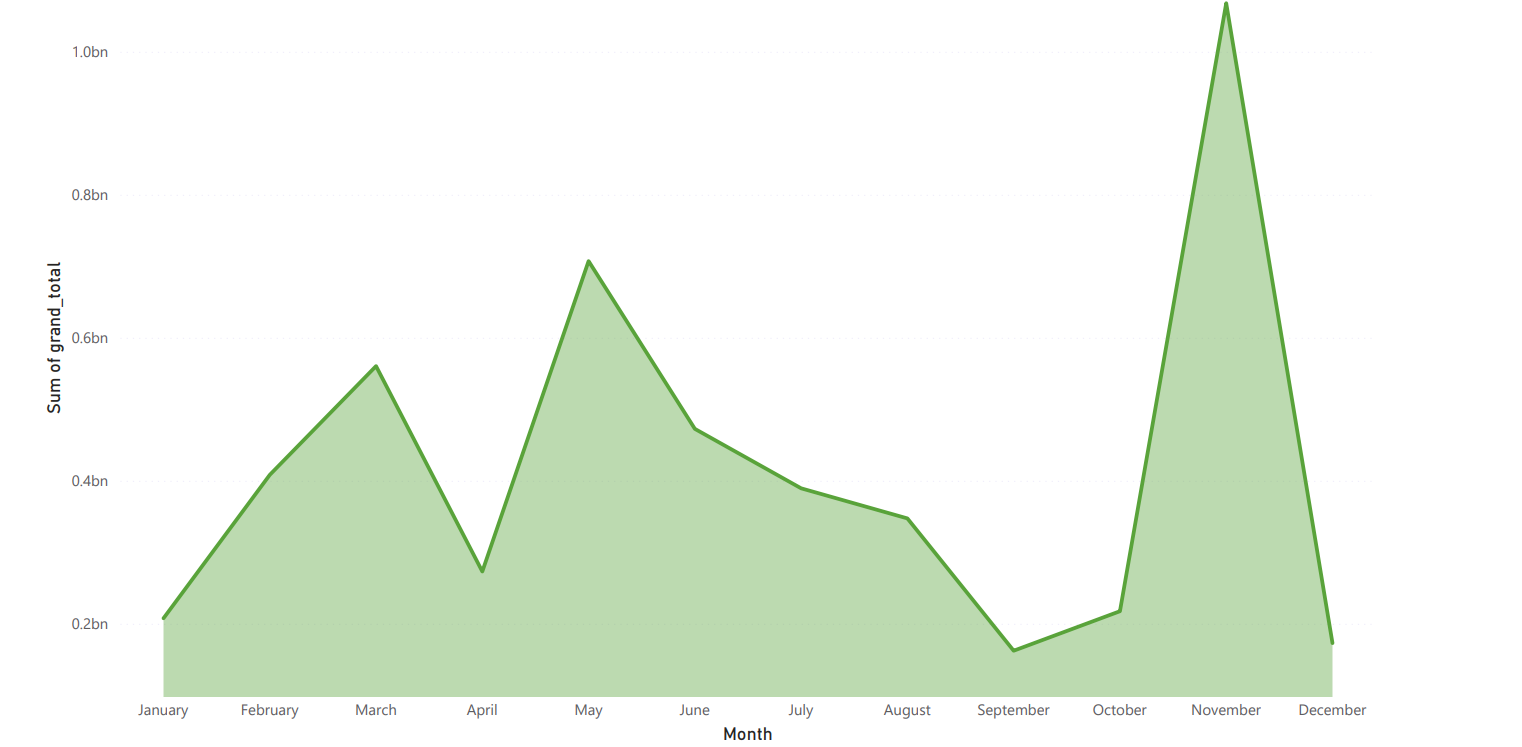 1.0bn
0.8bn
0.6bn
0.4bn
0.2bn
Sum of grand_total
January February March April May June July August September October November December
Month